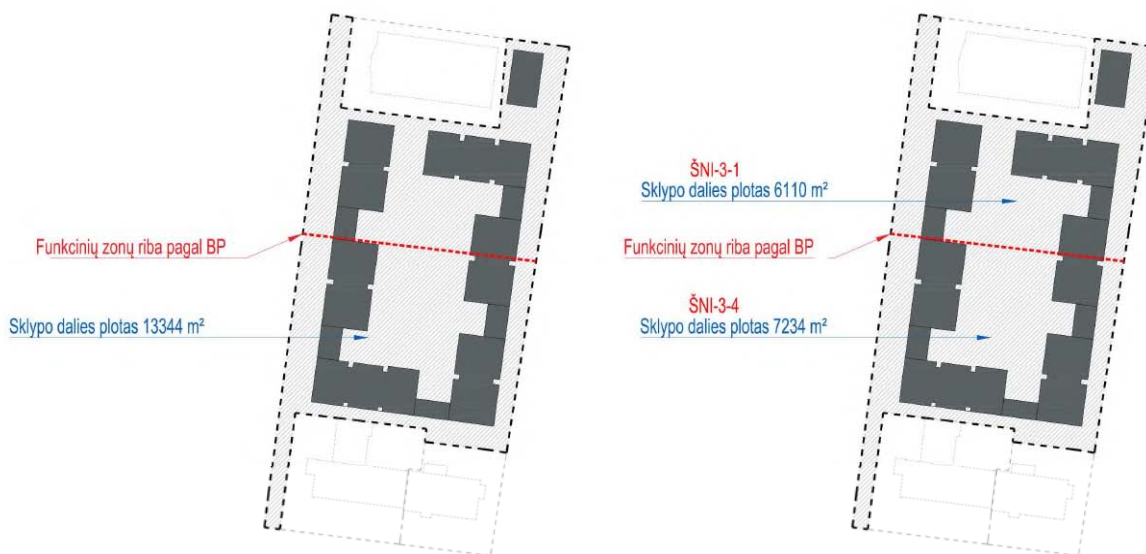 Funkcinių zonų riba pagal BP
Sklypo dalies plotas 13344 m²
ŠNI-3-1
Sklypo dalies plotas 6110 m²
Funkcinių zonų riba pagal BP
ŠNI-3-4
Sklypo dalies plotas 7234 m²